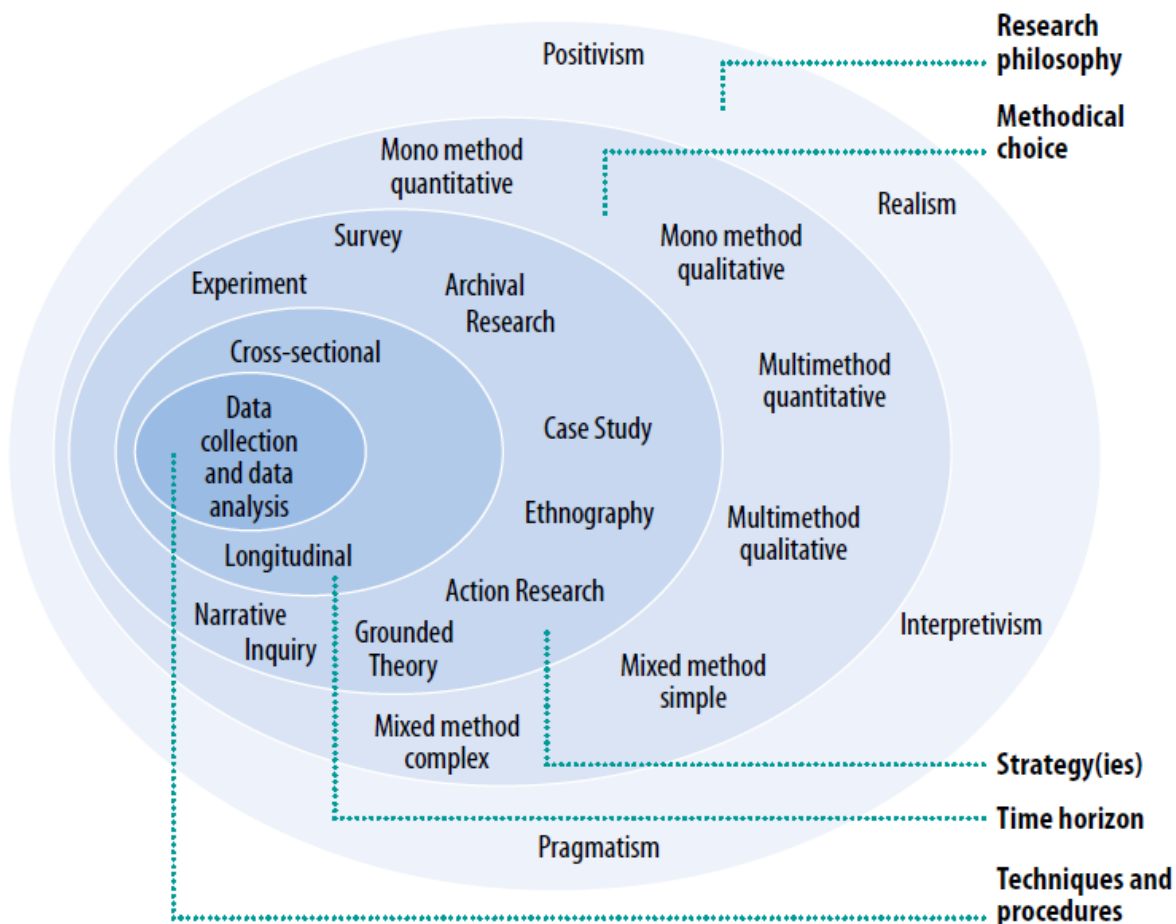 Research
philosophy
Positivism
Methodical
choice
Mono method
quantitative
Realism
Survey
Mono method
qualitative
Experiment
Archival
Research
Cross-sectional
Multimethod
quantitative
Data
collection
and data
analysis
Case Study
Ethnography
Multimethod
qualitative
Longitudinal
Action Research
Narrative
Inquiry
Grounded
Theory
Interpretivism
Mixed method
simple
Mixed method
complex
Strategy(ies)
Time horizon
Pragmatism
Techniques and
procedures